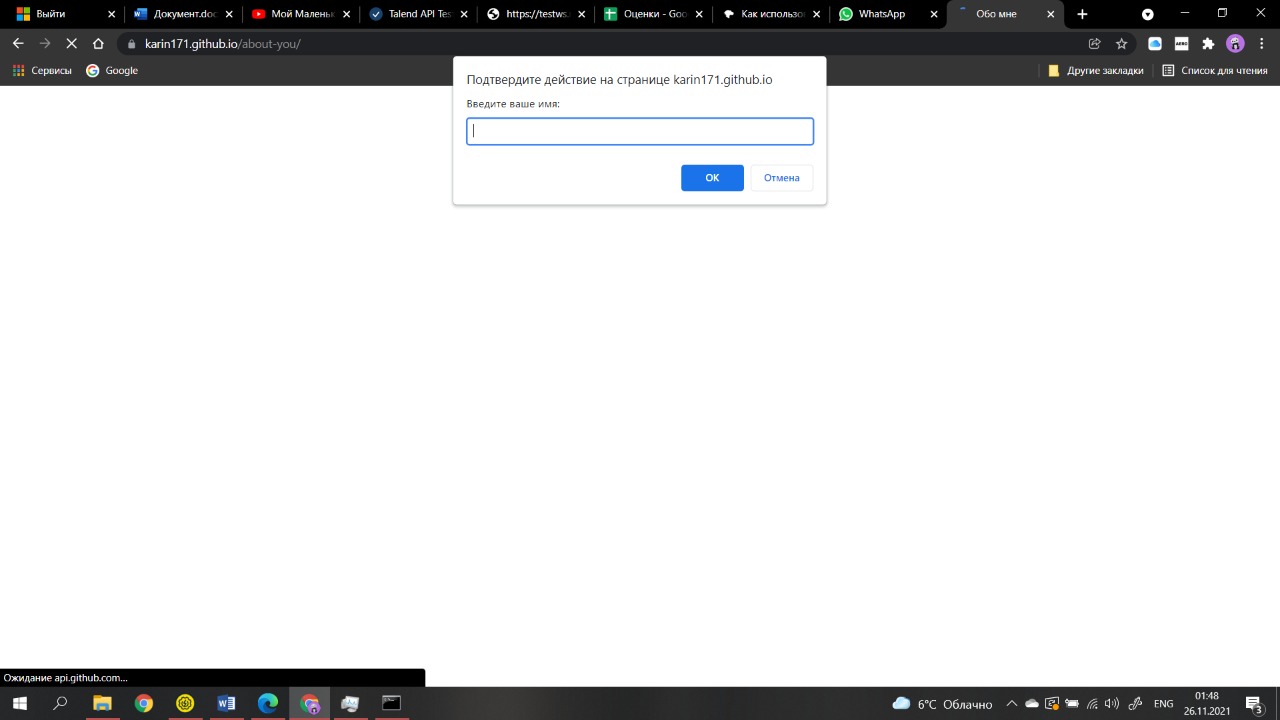 Выйти
Документ.doc
Мой Маленьк
Talend API Tes
https://testws.
Оценки - Goo
Как использо
WhatsApp
Обо мне
karin171.github.io/about-you/
AERO
Сервисы
Google
Другие закладки
Список для чтения
Подтвердите действие на странице karin171.github.io
Введите ваше имя:
ОК
Отмена
Ожидание api.github.com...
6°C Облачно
ENG
01:48
26.11.2021
3